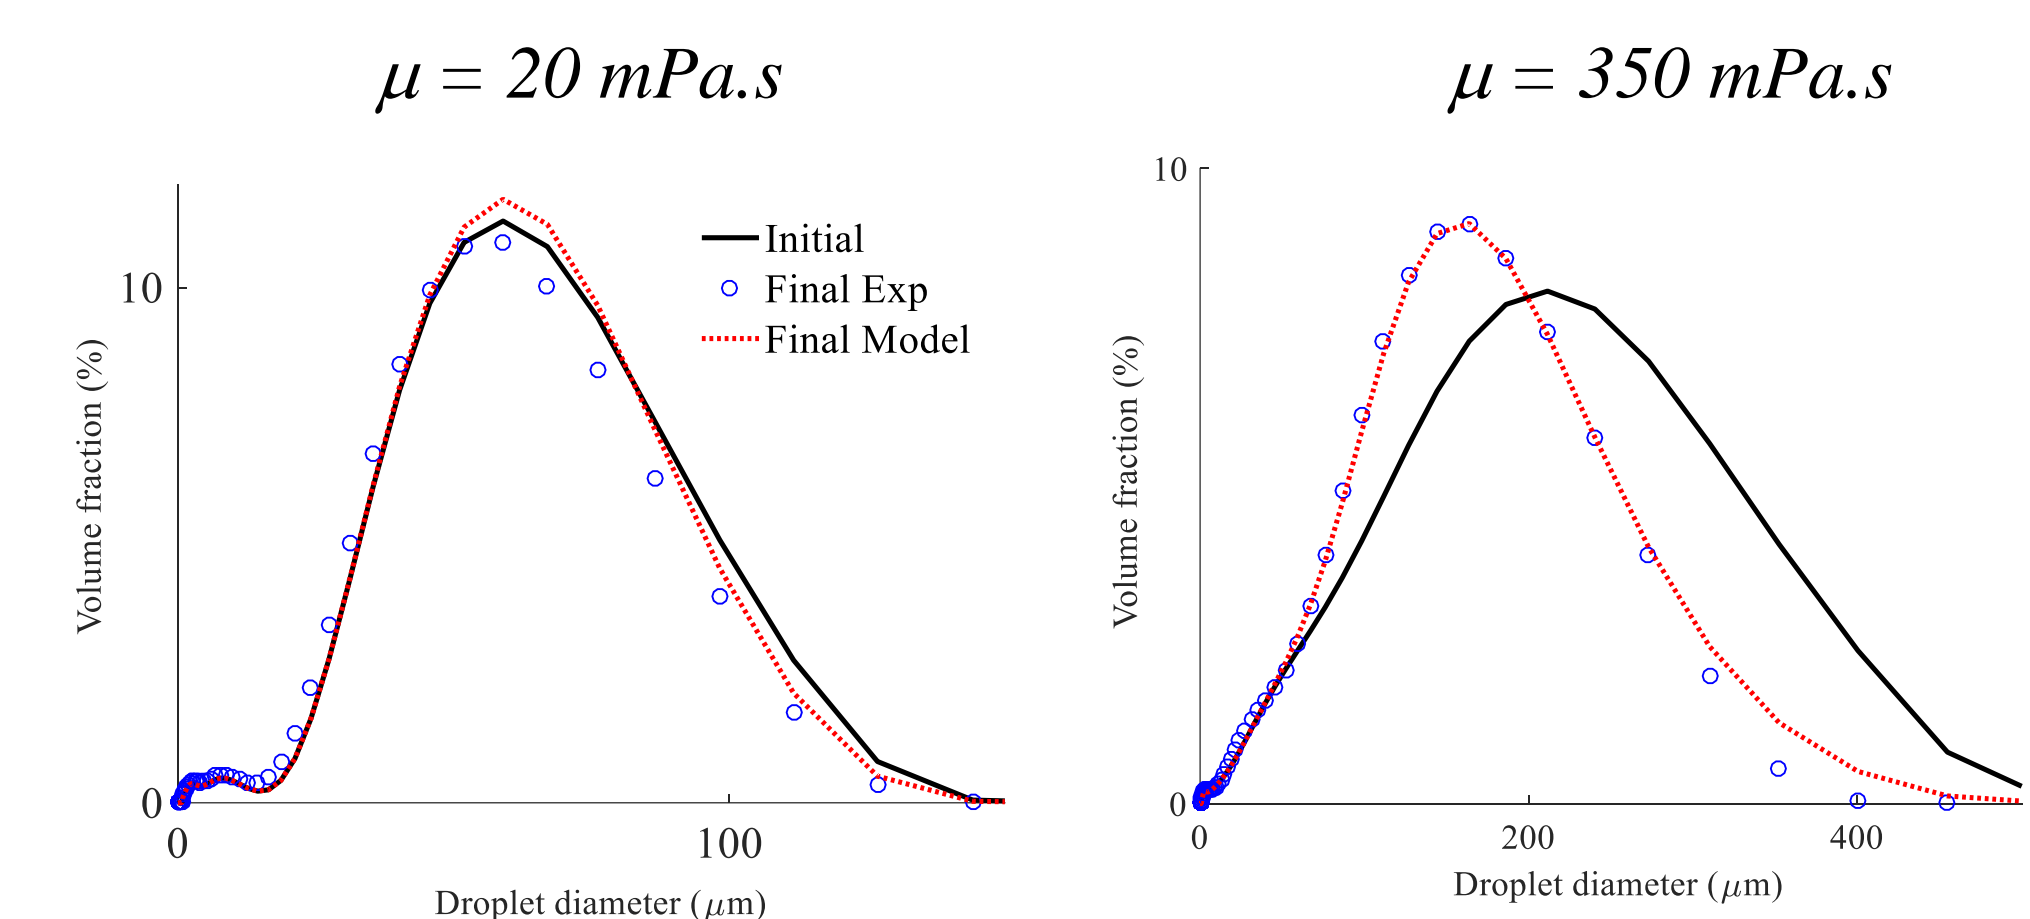 μ = 20 mPa.s
10
0
0
100
Volume fraction (%)
Droplet diameter (μm)
Initial
Final Exp
Final Model
μ = 350 mPa.s
10
0
0
200
400
Volume fraction (%)
Droplet diameter (μm)